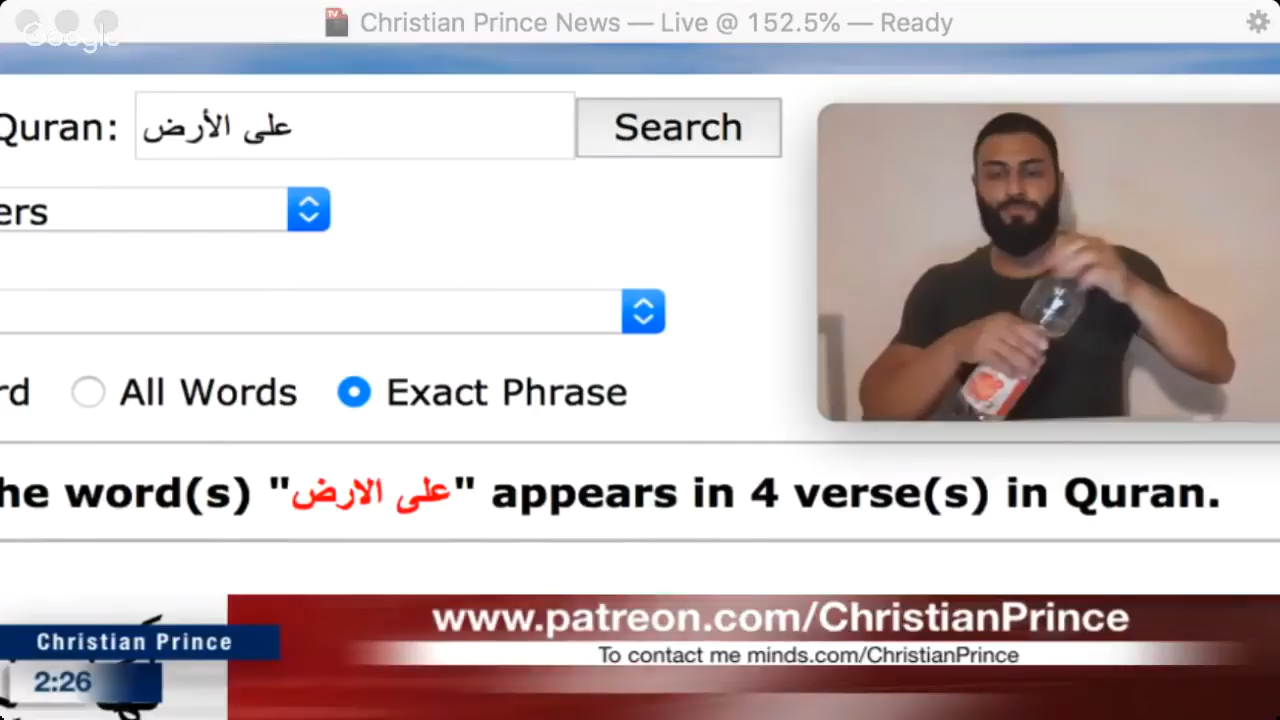 Christian Prince News — Live @ 152.5% — Ready
Google
Quran: على الأرض Search
ers
rd All Words Exact Phrase
he word(s) "على الارض" appears in 4 verse(s) in Quran.
www.patreon.com/ChristianPrince
Christian Prince
To contact me minds.com/ChristianPrince
2:26